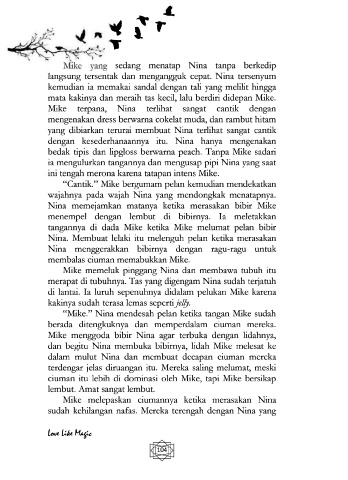 Mike yang sedang menatap Nina tanpa berkedip
langsung tersentak dan mengangguk cepat. Nina tersenyum
kemudian ia memakai sandal dengan tali yang melilit hingga
mata kakinya dan meraih tas kecil, lalu berdiri didepan Mike.
Mike terpana, Nina terlihat sangat cantik dengan
mengenakan dress berwarna cokelat muda, dan rambut hitam
yang dibiarkan terurai membuat Nina terlihat sangat cantik
dengan kesederhanaannya itu. Nina hanya mengenakan
bedak tipis dan lipgloss berwarna peach. Tanpa Mike sadari
ia mengulurkan tangannya dan mengusap pipi Nina yang saat
ini tengah merona karena tatapan intens Mike.
“Cantik.” Mike bergumam pelan kemudian mendekatkan
wajahnya pada wajah Nina yang mendongak menatapnya.
Nina memejamkan matanya ketika merasakan bibir Mike
menempel dengan lembut di bibirnya. Ia meletakkan
tangannya di dada Mike ketika Mike melumat pelan bibir
Nina. Membuat lelaki itu melenguh pelan ketika merasakan
Nina menggerakkan bibirnya dengan ragu-ragu untuk
membalas ciuman memabukkan Mike.
Mike memeluk pinggang Nina dan membawa tubuh itu
merapat di tubuhnya. Tas yang digengam Nina sudah terjatuh
di lantai. Ia luruh sepenuhnya didalam pelukan Mike karena
kakinya sudah terasa lemas seperti jelly.
“Mike.” Nina mendesah pelan ketika tangan Mike sudah
berada ditengkuknya dan memperdalam ciuman mereka.
Mike menggoda bibir Nina agar terbuka dengan lidahnya,
dan begitu Nina membuka bibirnya, lidah Mike melesat ke
dalam mulut Nina dan membuat decapan ciuman mereka
terdengar jelas diruangan itu. Mereka saling melumat, meski
ciuman itu lebih di dominasi oleh Mike, tapi Mike bersikap
lembut. Amat sangat lembut.
Mike melepaskan ciumannya ketika merasakan Nina
sudah kehilangan nafas. Mereka terengah dengan Nina yang
Love Like Magic
104